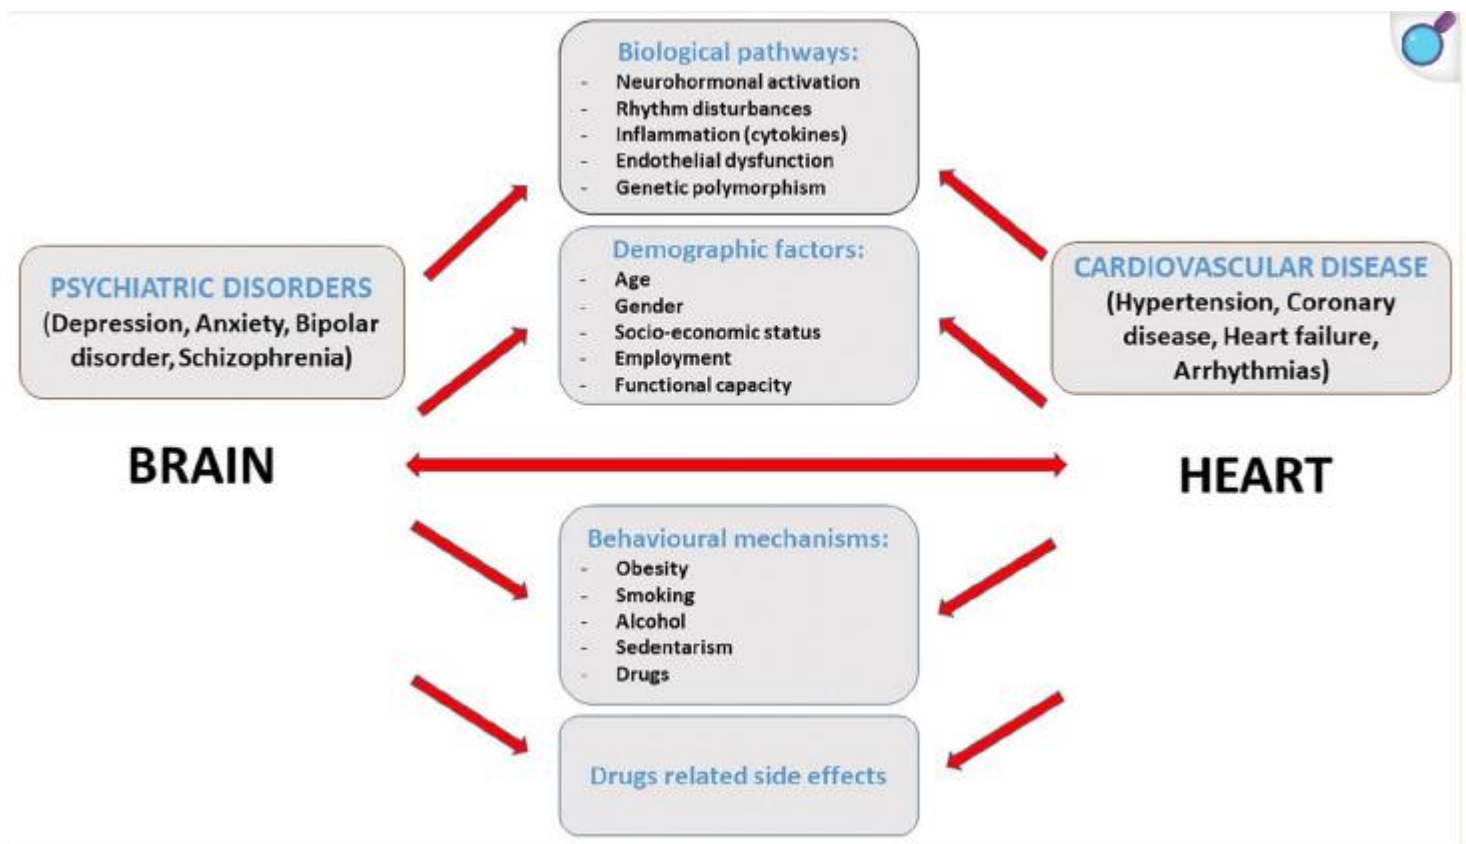 Biological pathways:
- Neurohormonal activation
- Rhythm disturbances
- Inflammation (cytokines)
- Endothelial dysfunction
- Genetic polymorphism
PSYCHIATRIC DISORDERS
(Depression, Anxiety, Bipolar
disorder, Schizophrenia)
Demographic factors:
- Age
- Gender
- Socio-economic status
- Employment
- Functional capacity
CARDIOVASCULAR DISEASE
(Hypertension, Coronary
disease, Heart failure,
Arrhythmias)
BRAIN
HEART
Behavioural mechanisms:
- Obesity
- Smoking
- Alcohol
- Sedentarism
- Drugs
Drugs related side effects